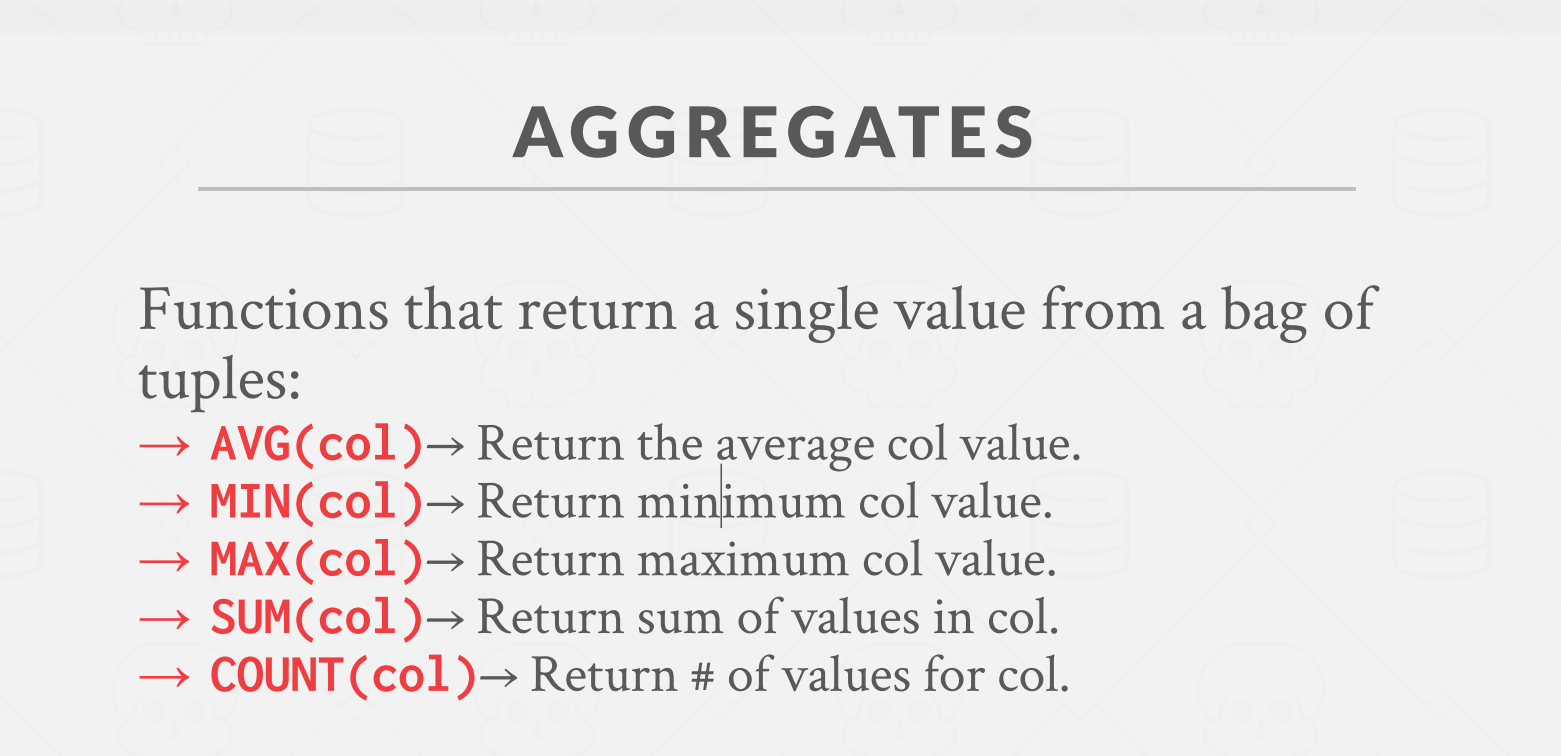 AGGREGATES
Functions that return a single value from a bag of
tuples:
→ AVG(col)→ Return the average col value.
→ MIN(col)→ Return minimum col value.
→ MAX(col)→ Return maximum col value.
→ SUM(col)→ Return sum of values in col.
→ COUNT(col)→ Return # of values for col.